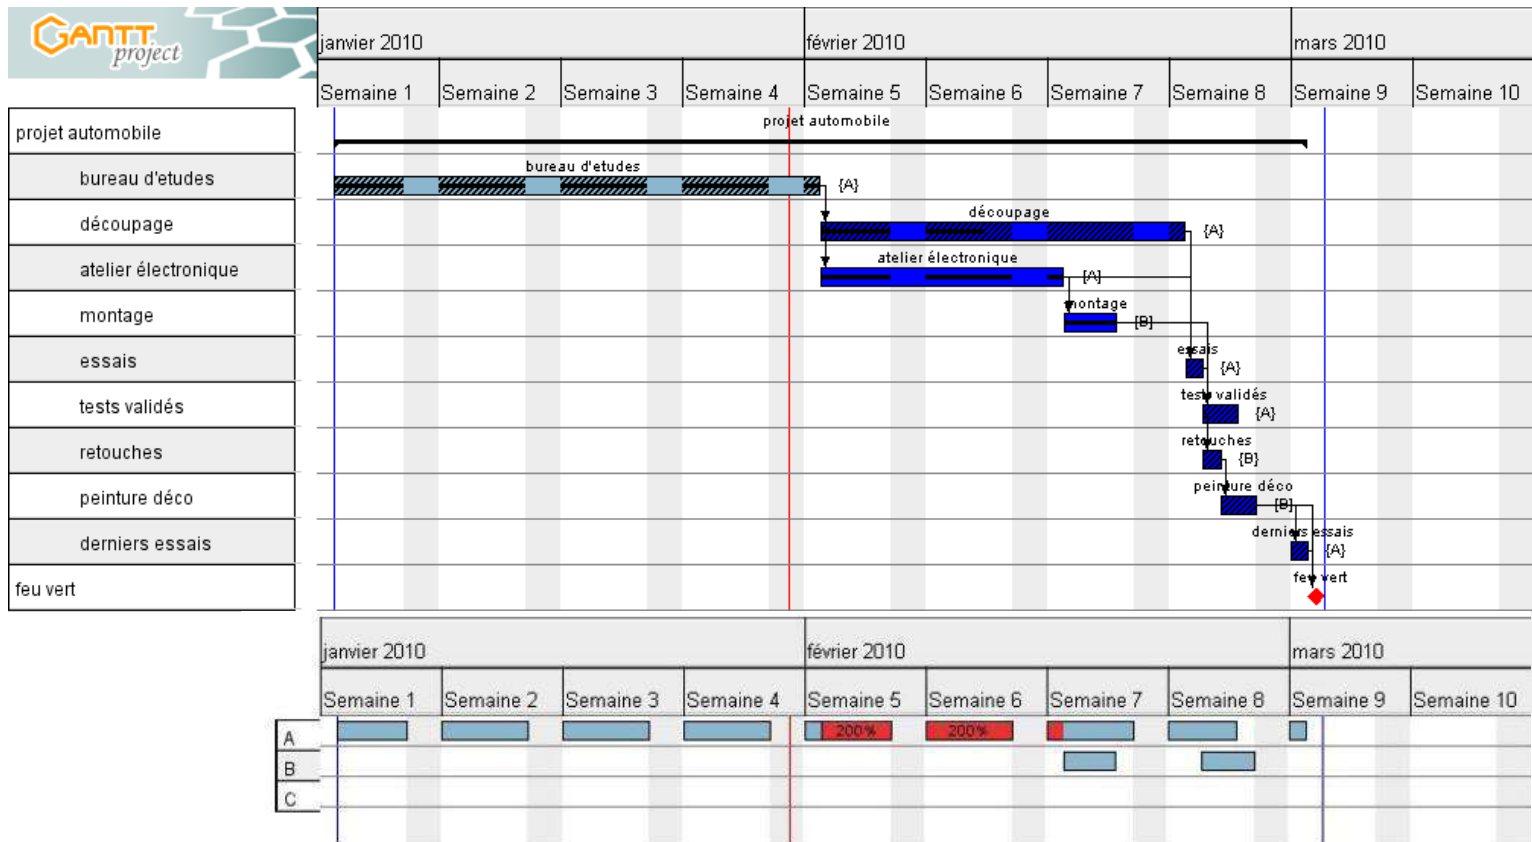 GANTT
project
janvier 2010 février 2010 mars 2010
Semaine 1 Semaine 2 Semaine 3 Semaine 4 Semaine 5 Semaine 6 Semaine 7 Semaine 8 Semaine 9 Semaine 10
projet automobile projet automobile
bureau d'etudes bureau d'etudes {A}
découpage découpage {A}
atelier électronique atelier électronique [A]
montage montage [B]
essais essais {A}
tests validés tests validés {A}
retouches retouches {B}
peinture déco peinture déco [B]
derniers essais derniers essais {A}
feu vert feu vert
janvier 2010 février 2010 mars 2010
Semaine 1 Semaine 2 Semaine 3 Semaine 4 Semaine 5 Semaine 6 Semaine 7 Semaine 8 Semaine 9 Semaine 10
A 200% 200%
B
C